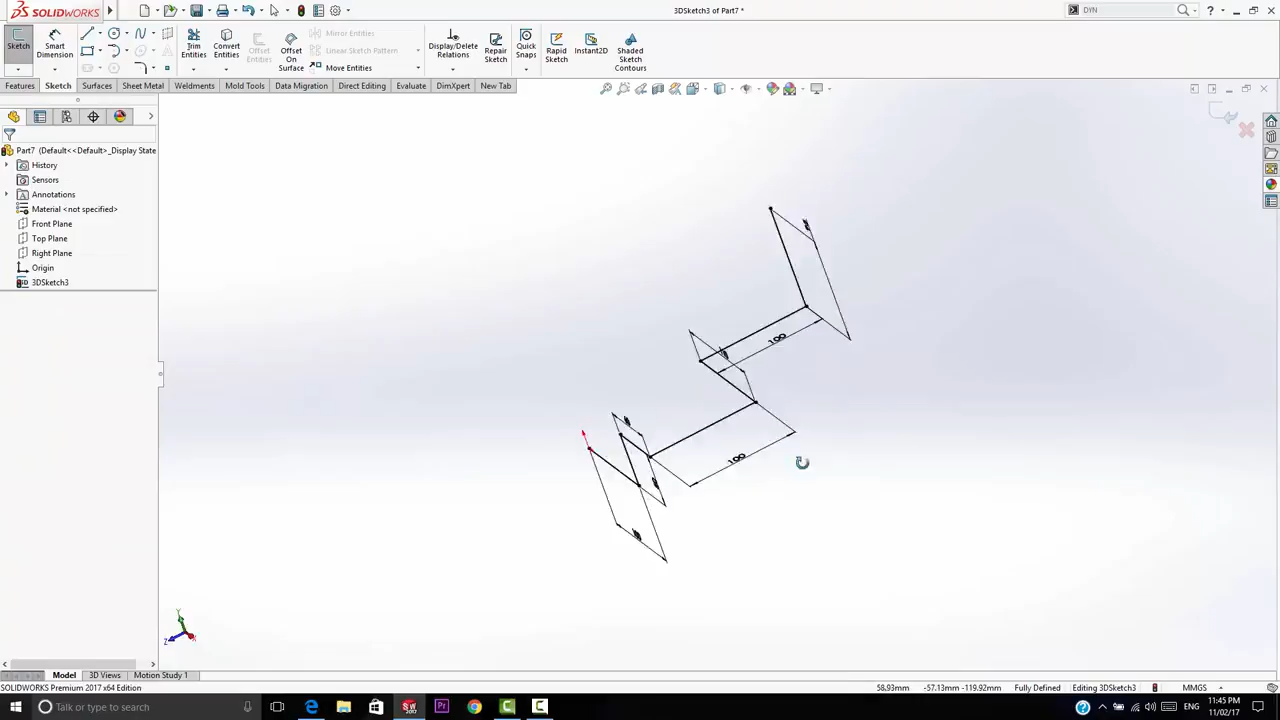 SOLIDWORKS
3DSketch3 of Part7 *
DYN
Sketch
Smart Dimension
Trim Entities
Convert Entities
Offset Entities
Offset On Surface
Mirror Entities
Linear Sketch Pattern
Move Entities
Display/Delete Relations
Repair Sketch
Quick Snaps
Rapid Sketch
Instant2D
Shaded Sketch Contours
Features
Sketch
Surfaces
Sheet Metal
Weldments
Mold Tools
Data Migration
Direct Editing
Evaluate
DimXpert
New Tab
Part7 (Default<<Default>_Display State
History
Sensors
Annotations
Material <not specified>
Front Plane
Top Plane
Right Plane
Origin
3DSketch3
100
100
Y
Z
Model
3D Views
Motion Study 1
SOLIDWORKS Premium 2017 x64 Edition
58.93mm
-57.13mm
-119.92mm
Fully Defined
Editing 3DSketch3
MMGS
Type here to search
ENG
11:45 PM
11/02/17